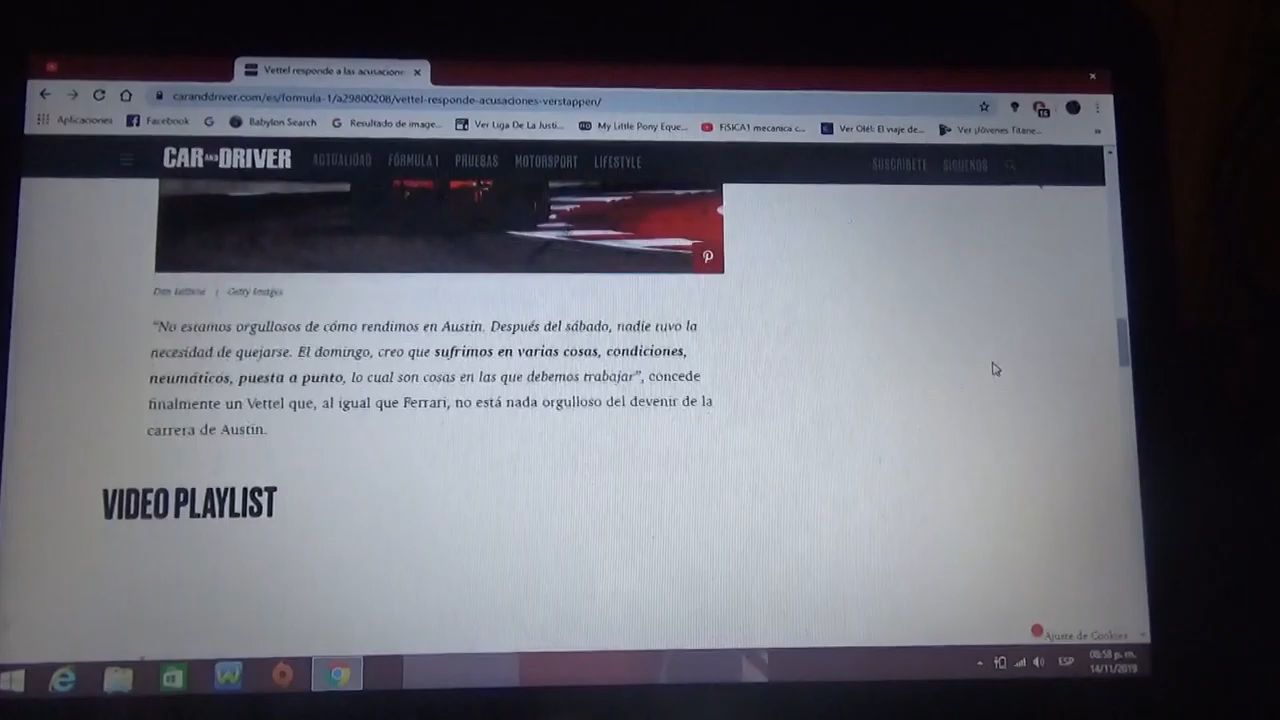 Vettel responde a las acusacione
caranddriver.com/es/formula-1/a29800208/vettel-responde-acusaciones-verstappen/
Aplicaciones Facebook Babylon Search Resultado de image... Ver Liga De La Justi... My Little Pony Eque... FISICA1 mecanica c... Ver Olé!: El viaje de... Ver ¡Jóvenes Titane...
CAR AND DRIVER ACTUALIDAD FÓRMULA 1 PRUEBAS MOTORSPORT LIFESTYLE SUSCRÍBETE SÍGUENOS
Getty Images
“No estamos orgullosos de cómo rendimos en Austin. Después del sábado, nadie tuvo la
necesidad de quejarse. El domingo, creo que sufrimos en varias cosas, condiciones,
neumáticos, puesta a punto, lo cual son cosas en las que debemos trabajar”, concede
finalmente un Vettel que, al igual que Ferrari, no está nada orgulloso del devenir de la
carrera de Austin.
VIDEO PLAYLIST
Ajuste de Cookies
ESP 08:58 p. m.
14/11/2019